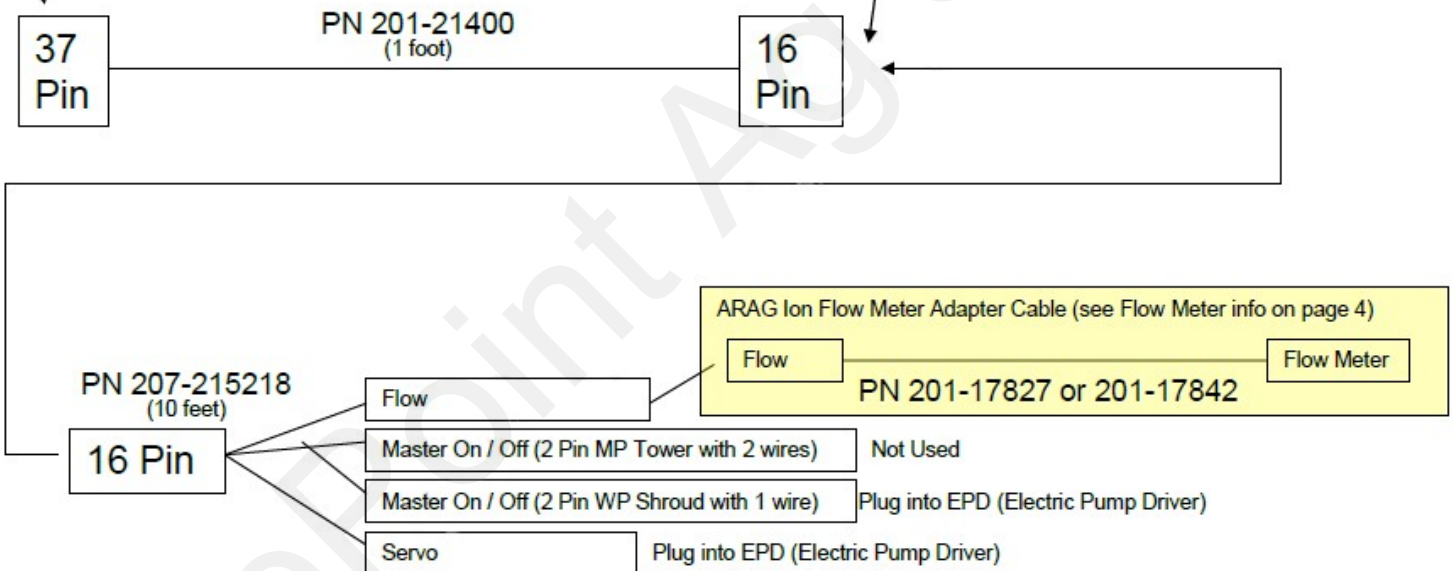 37
Pin
PN 201-21400
(1 foot)
16
Pin
ARAG Ion Flow Meter Adapter Cable (see Flow Meter info on page 4)
Flow
Flow Meter
PN 201-17827 or 201-17842
PN 207-215218
(10 feet)
16 Pin
Flow
Master On / Off (2 Pin MP Tower with 2 wires)
Not Used
Master On / Off (2 Pin WP Shroud with 1 wire)
Plug into EPD (Electric Pump Driver)
Servo
Plug into EPD (Electric Pump Driver)
Point Ag